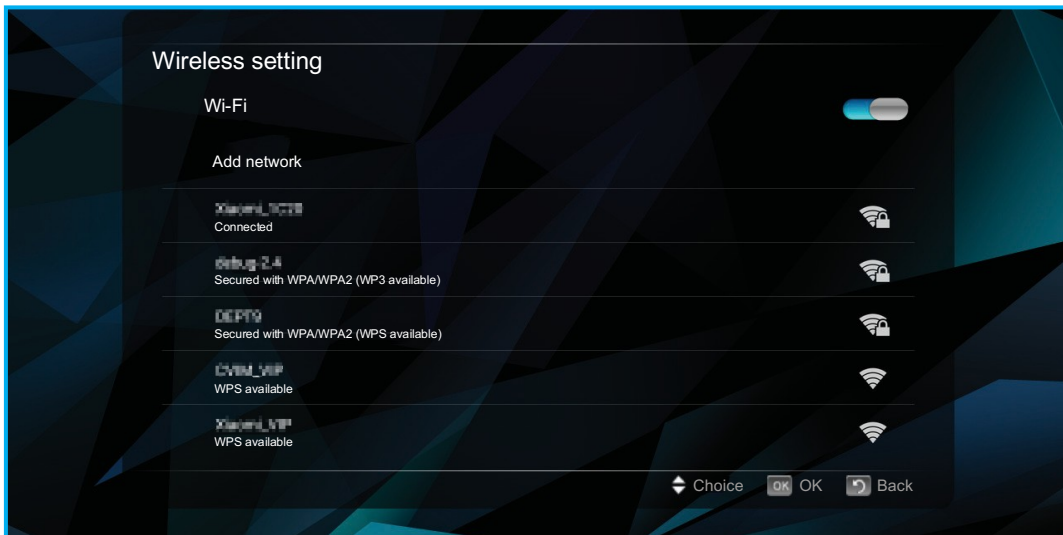 Wireless setting
Wi-Fi
Add network
Connected
Secured with WPA/WPA2 (WP3 available)
Secured with WPA/WPA2 (WPS available)
WPS available
WPS available
Choice OK OK Back